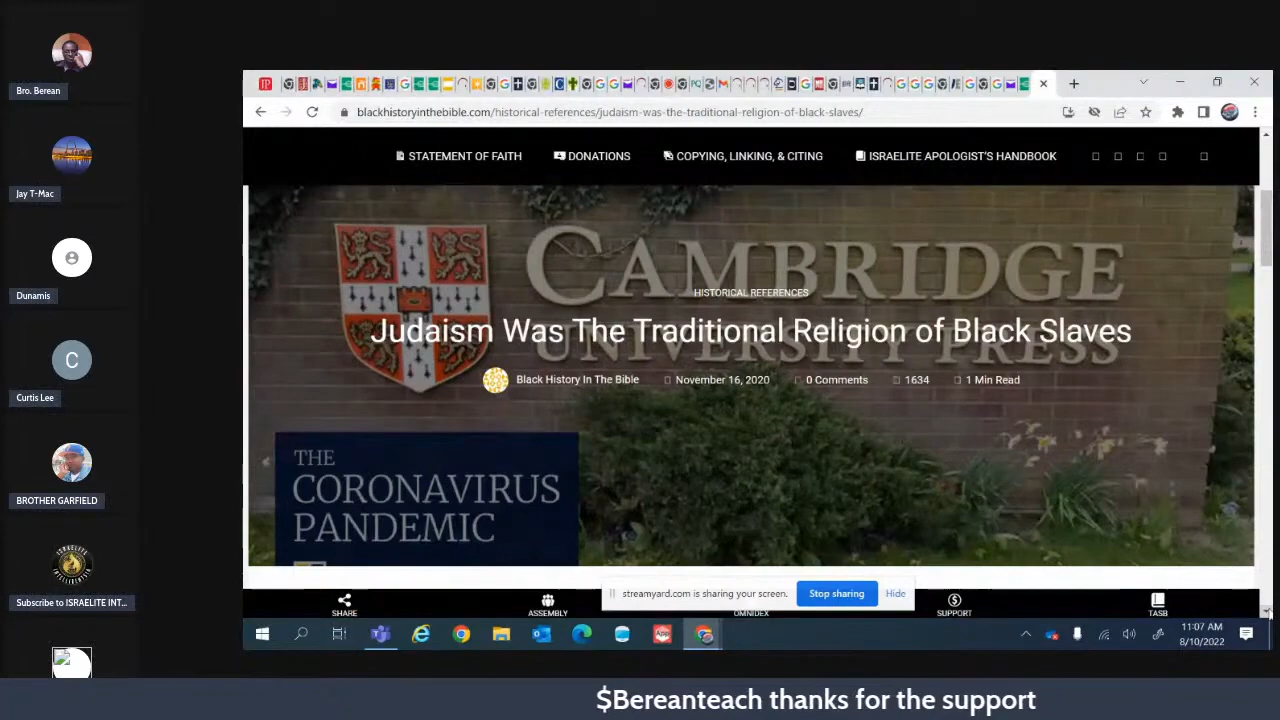 Bro. Berean
Jay T-Mac
Dunamis
C
Curtis Lee
BROTHER GARFIELD
ISRAELITE
Subscribe to ISRAELITE INT...
blackhistoryinthebible.com/historical-references/judaism-was-the-traditional-religion-of-black-slaves/
STATEMENT OF FAITH DONATIONS COPYING, LINKING, & CITING ISRAELITE APOLOGIST'S HANDBOOK
CAMBRIDGE
UNIVERSITY PRESS
HISTORICAL REFERENCES
Judaism Was The Traditional Religion of Black Slaves
Black History In The Bible November 16, 2020 0 Comments 1634 1 Min Read
THE
CORONAVIRUS
PANDEMIC
streamyard.com is sharing your screen. Stop sharing Hide
SHARE ASSEMBLY OMNIDEX SUPPORT TASB
11:07 AM
8/10/2022
$Bereanteach thanks for the support